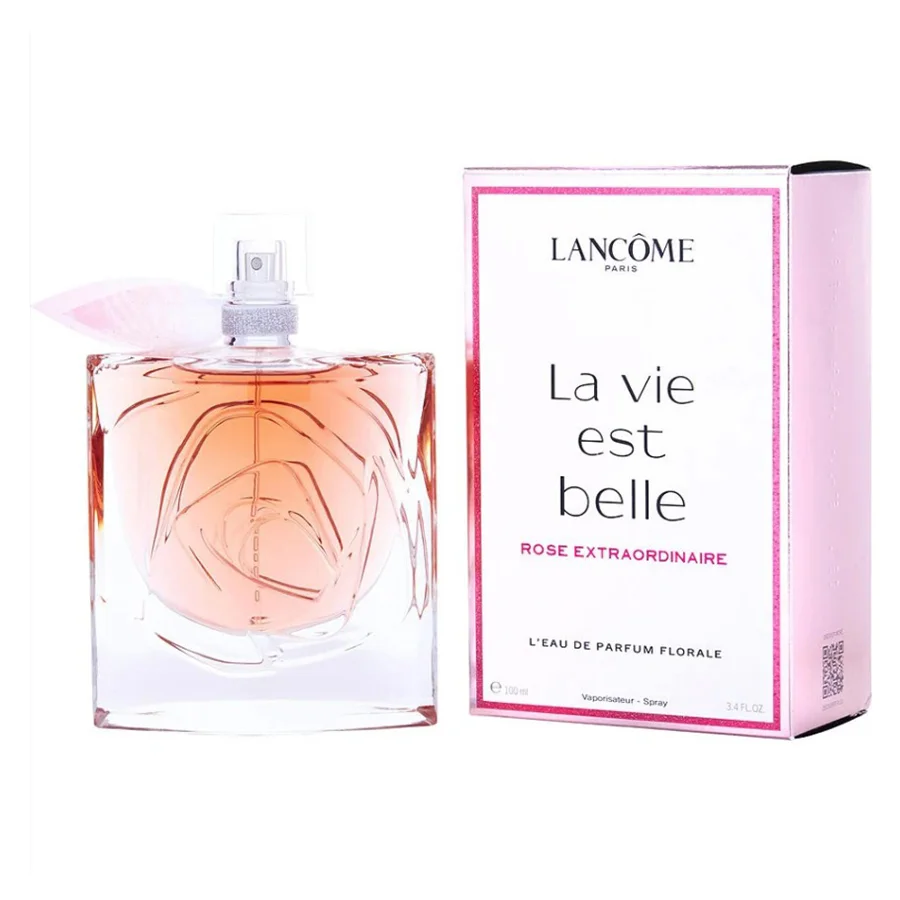 LANCÔME
PARIS
La vie
est
belle
ROSE EXTRAORDINAIRE
L'EAU DE PARFUM FLORALE
e 100 ml
Vaporisateur - Spray
3.4 FL.OZ.